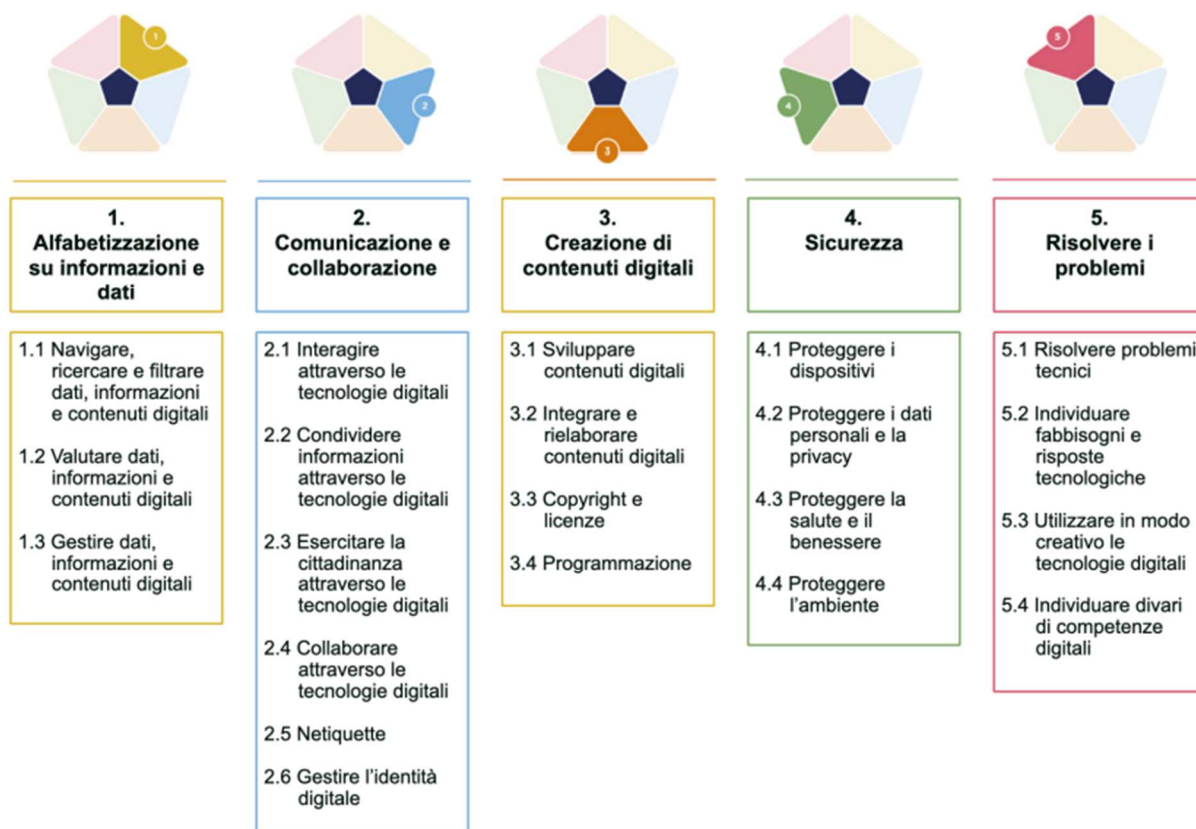 1
2
3
4
5
1.
Alfabetizzazione
su informazioni e
dati
2.
Comunicazione e
collaborazione
3.
Creazione di
contenuti digitali
4.
Sicurezza
5.
Risolvere i
problemi
1.1 Navigare,
ricercare e filtrare
dati, informazioni
e contenuti digitali
1.2 Valutare dati,
informazioni e
contenuti digitali
1.3 Gestire dati,
informazioni e
contenuti digitali
2.1 Interagire
attraverso le
tecnologie digitali
2.2 Condividere
informazioni
attraverso le
tecnologie digitali
2.3 Esercitare la
cittadinanza
attraverso le
tecnologie digitali
2.4 Collaborare
attraverso le
tecnologie digitali
2.5 Netiquette
2.6 Gestire l'identità
digitale
3.1 Sviluppare
contenuti digitali
3.2 Integrare e
rielaborare
contenuti digitali
3.3 Copyright e
licenze
3.4 Programmazione
4.1 Proteggere i
dispositivi
4.2 Proteggere i dati
personali e la
privacy
4.3 Proteggere la
salute e il
benessere
4.4 Proteggere
l'ambiente
5.1 Risolvere problemi
tecnici
5.2 Individuare
fabbisogni e
risposte
tecnologiche
5.3 Utilizzare in modo
creativo le
tecnologie digitali
5.4 Individuare divari
di competenze
digitali